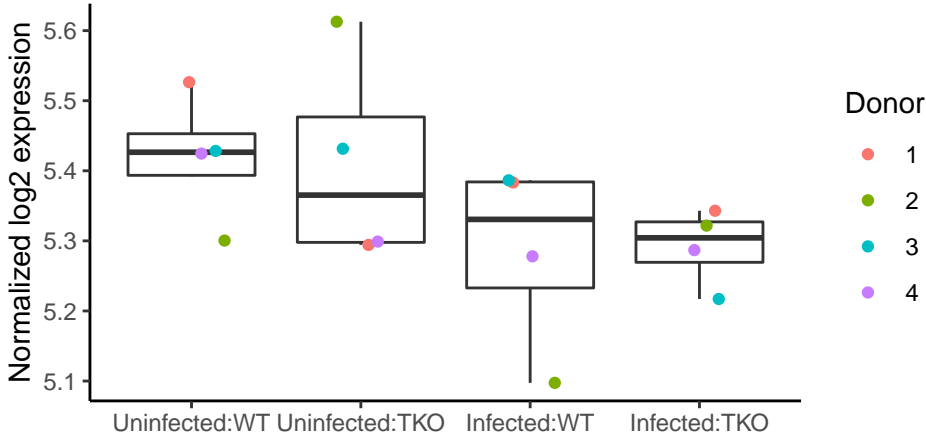 Normalized log2 expression
5.6
5.5
5.4
5.3
5.2
5.1
Uninfected:WT
Uninfected:TKO
Infected:WT
Infected:TKO
Donor
1
2
3
4